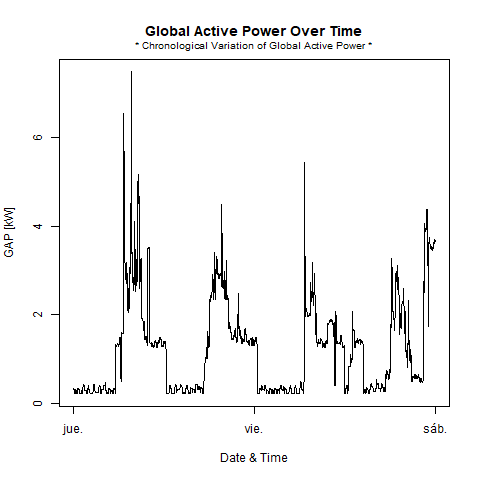 Global Active Power Over Time
* Chronological Variation of Global Active Power *
GAP [kW]
6
4
2
0
jue. vie. sáb.
Date & Time